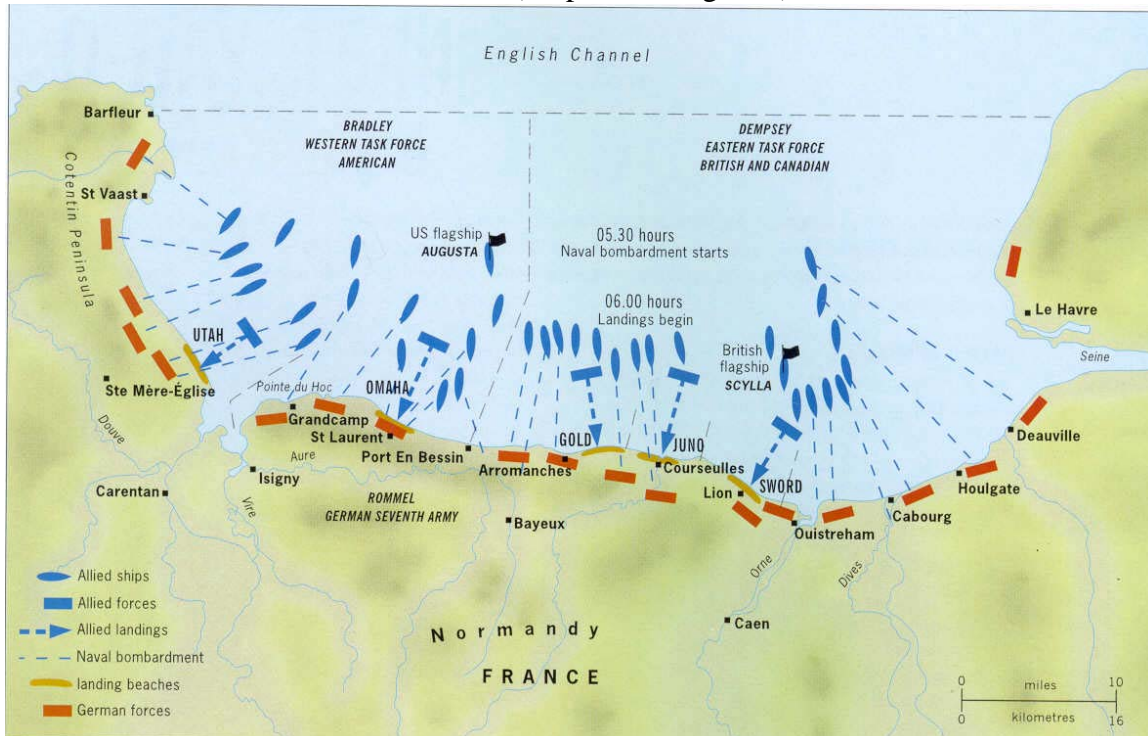 English Channel
Barfleur
BRADLEY
WESTERN TASK FORCE
AMERICAN
DEMPSEY
EASTERN TASK FORCE
BRITISH AND CANADIAN
Cotentin Peninsula
St Vaast
US flagship
AUGUSTA
05.30 hours
Naval bombardment starts
06.00 hours
Landings begin
Le Havre
Seine
UTAH
British
flagship
SCYLLA
Ste Mère-Église
Pointe du Hoc
OMAHA
Grandcamp
St Laurent
Port En Bessin
GOLD
JUNO
Deauville
Douve
Aure
Arromanches
Courseulles
Lion
SWORD
Houlgate
Isigny
Carentan
Vire
ROMMEL
GERMAN SEVENTH ARMY
Bayeux
Cabourg
Ouistreham
Orne
Dives
Caen
Normandy
FRANCE
Allied ships
Allied forces
Allied landings
Naval bombardment
landing beaches
German forces
0 10
miles
kilometres
0 16